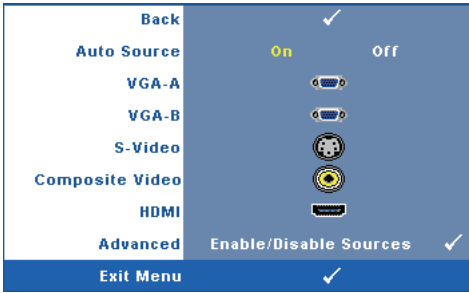 Back
Auto Source On Off
VGA-A
VGA-B
S-Video
Composite Video
HDMI
Advanced Enable/Disable Sources
Exit Menu